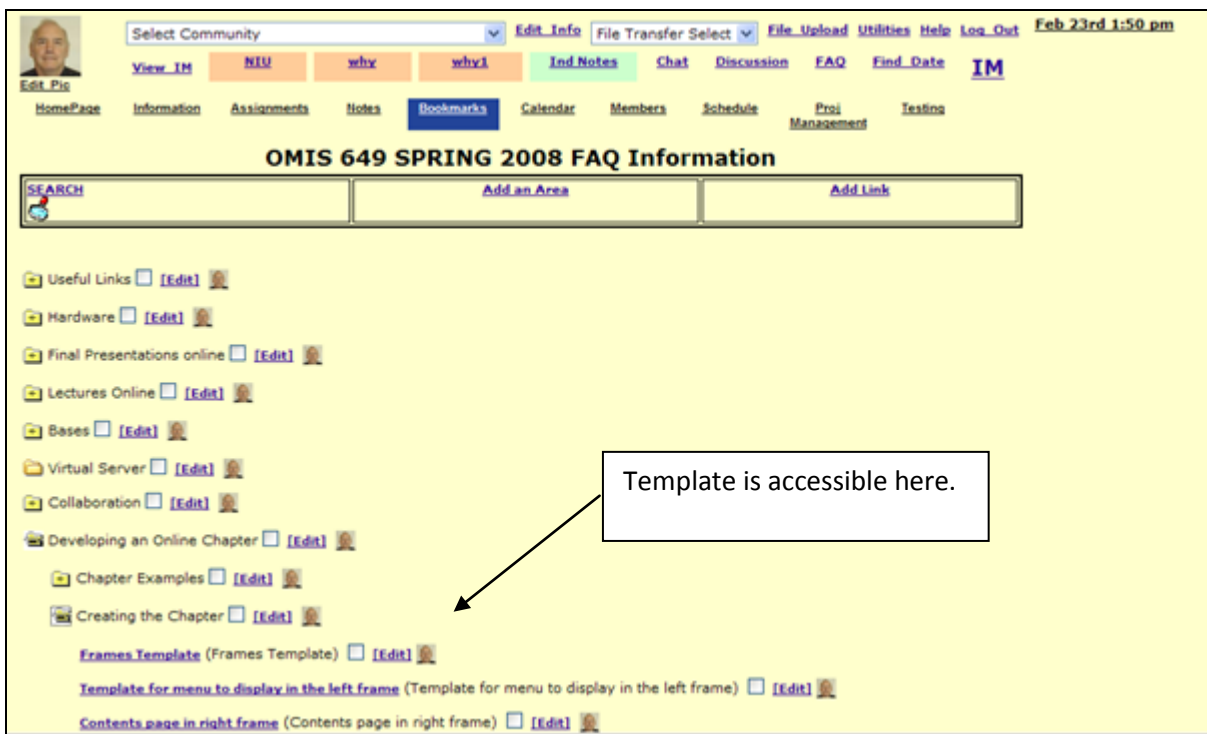 Select Community Edit Info File Transfer Select File Upload Utilities Help Log Out Feb 23rd 1:50 pm
View IM NIU why why1 Ind Notes Chat Discussion FAQ Find Date IM
Edit Pic
HomePage Information Assignments Notes Bookmarks Calendar Members Schedule Proj Management Testing
OMIS 649 SPRING 2008 FAQ Information
SEARCH Add an Area Add Link
Useful Links [Edit]
Hardware [Edit]
Final Presentations online [Edit]
Lectures Online [Edit]
Bases [Edit]
Virtual Server [Edit]
Collaboration [Edit]
Template is accessible here.
Developing an Online Chapter [Edit]
Chapter Examples [Edit]
Creating the Chapter [Edit]
Frames Template (Frames Template) [Edit]
Template for menu to display in the left frame (Template for menu to display in the left frame) [Edit]
Contents page in right frame (Contents page in right frame) [Edit]